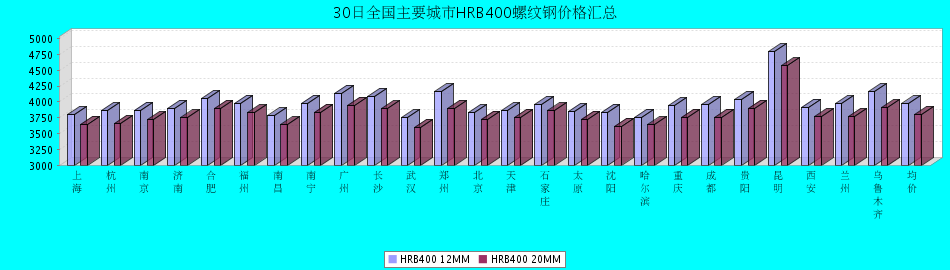 30日全国主要城市HRB400螺纹钢价格汇总
5000
4750
4500
4250
4000
3750
3500
3250
3000
上海
杭州
南京
济南
合肥
福州
南昌
南宁
广州
长沙
武汉
郑州
北京
天津
石家庄
太原
沈阳
哈尔滨
重庆
成都
贵阳
昆明
西安
兰州
乌鲁木齐
均价
HRB400 12MM
HRB400 20MM